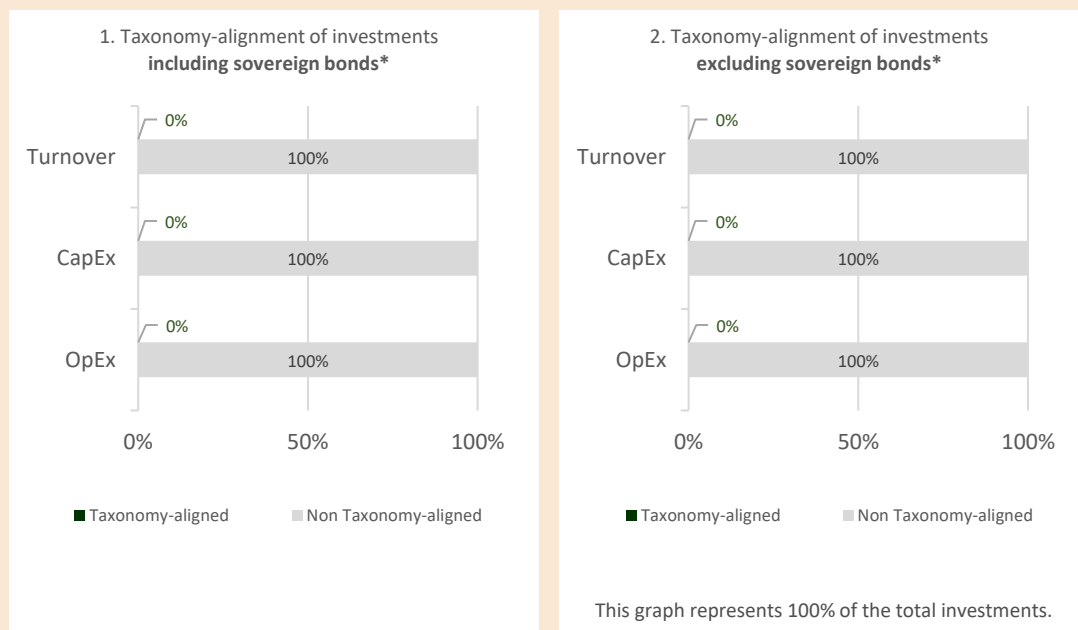 1. Taxonomy-alignment of investments
including sovereign bonds*
0%
Turnover
100%
0%
CapEx
100%
0%
OpEx
100%
0% 50% 100%
Taxonomy-aligned Non Taxonomy-aligned
2. Taxonomy-alignment of investments
excluding sovereign bonds*
0%
Turnover
100%
0%
CapEx
100%
0%
OpEx
100%
0% 50% 100%
Taxonomy-aligned Non Taxonomy-aligned
This graph represents 100% of the total investments.